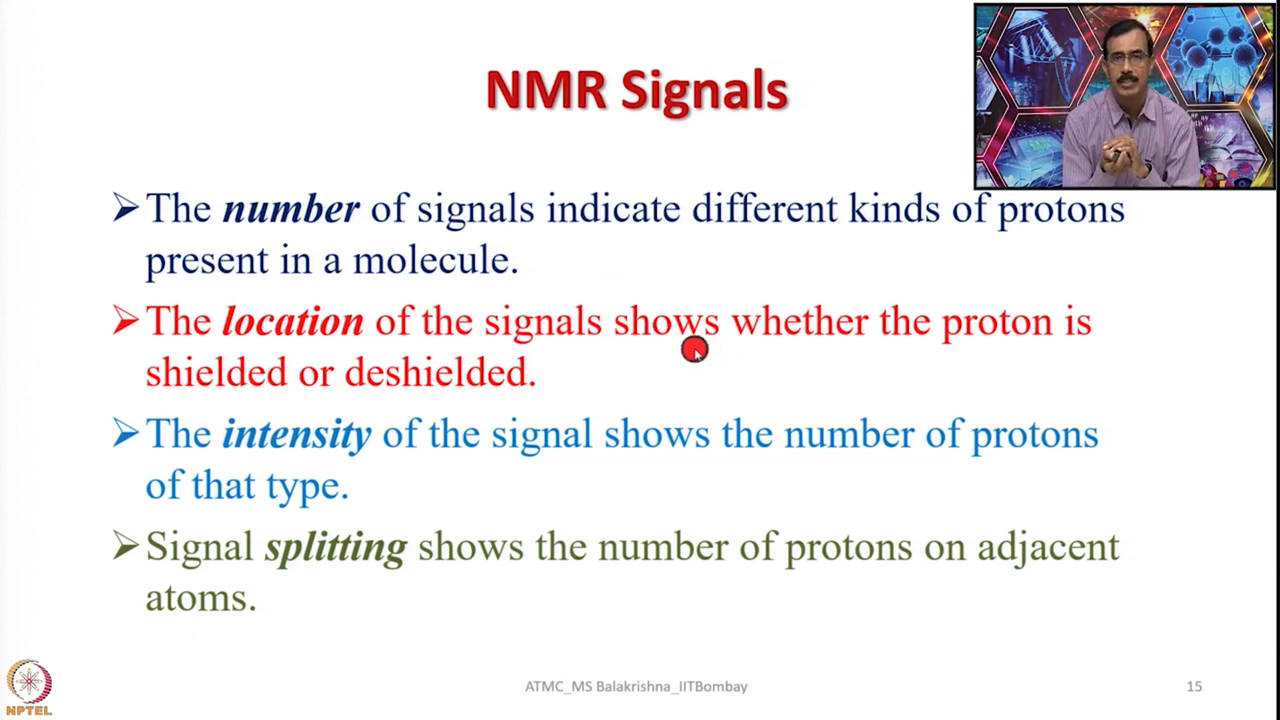 NMR Signals
➢The number of signals indicate different kinds of protons
present in a molecule.
➢The location of the signals shows whether the proton is
shielded or deshielded.
➢The intensity of the signal shows the number of protons
of that type.
➢Signal splitting shows the number of protons on adjacent
atoms.
NPTEL
ATMC_MS Balakrishna_IITBombay
15